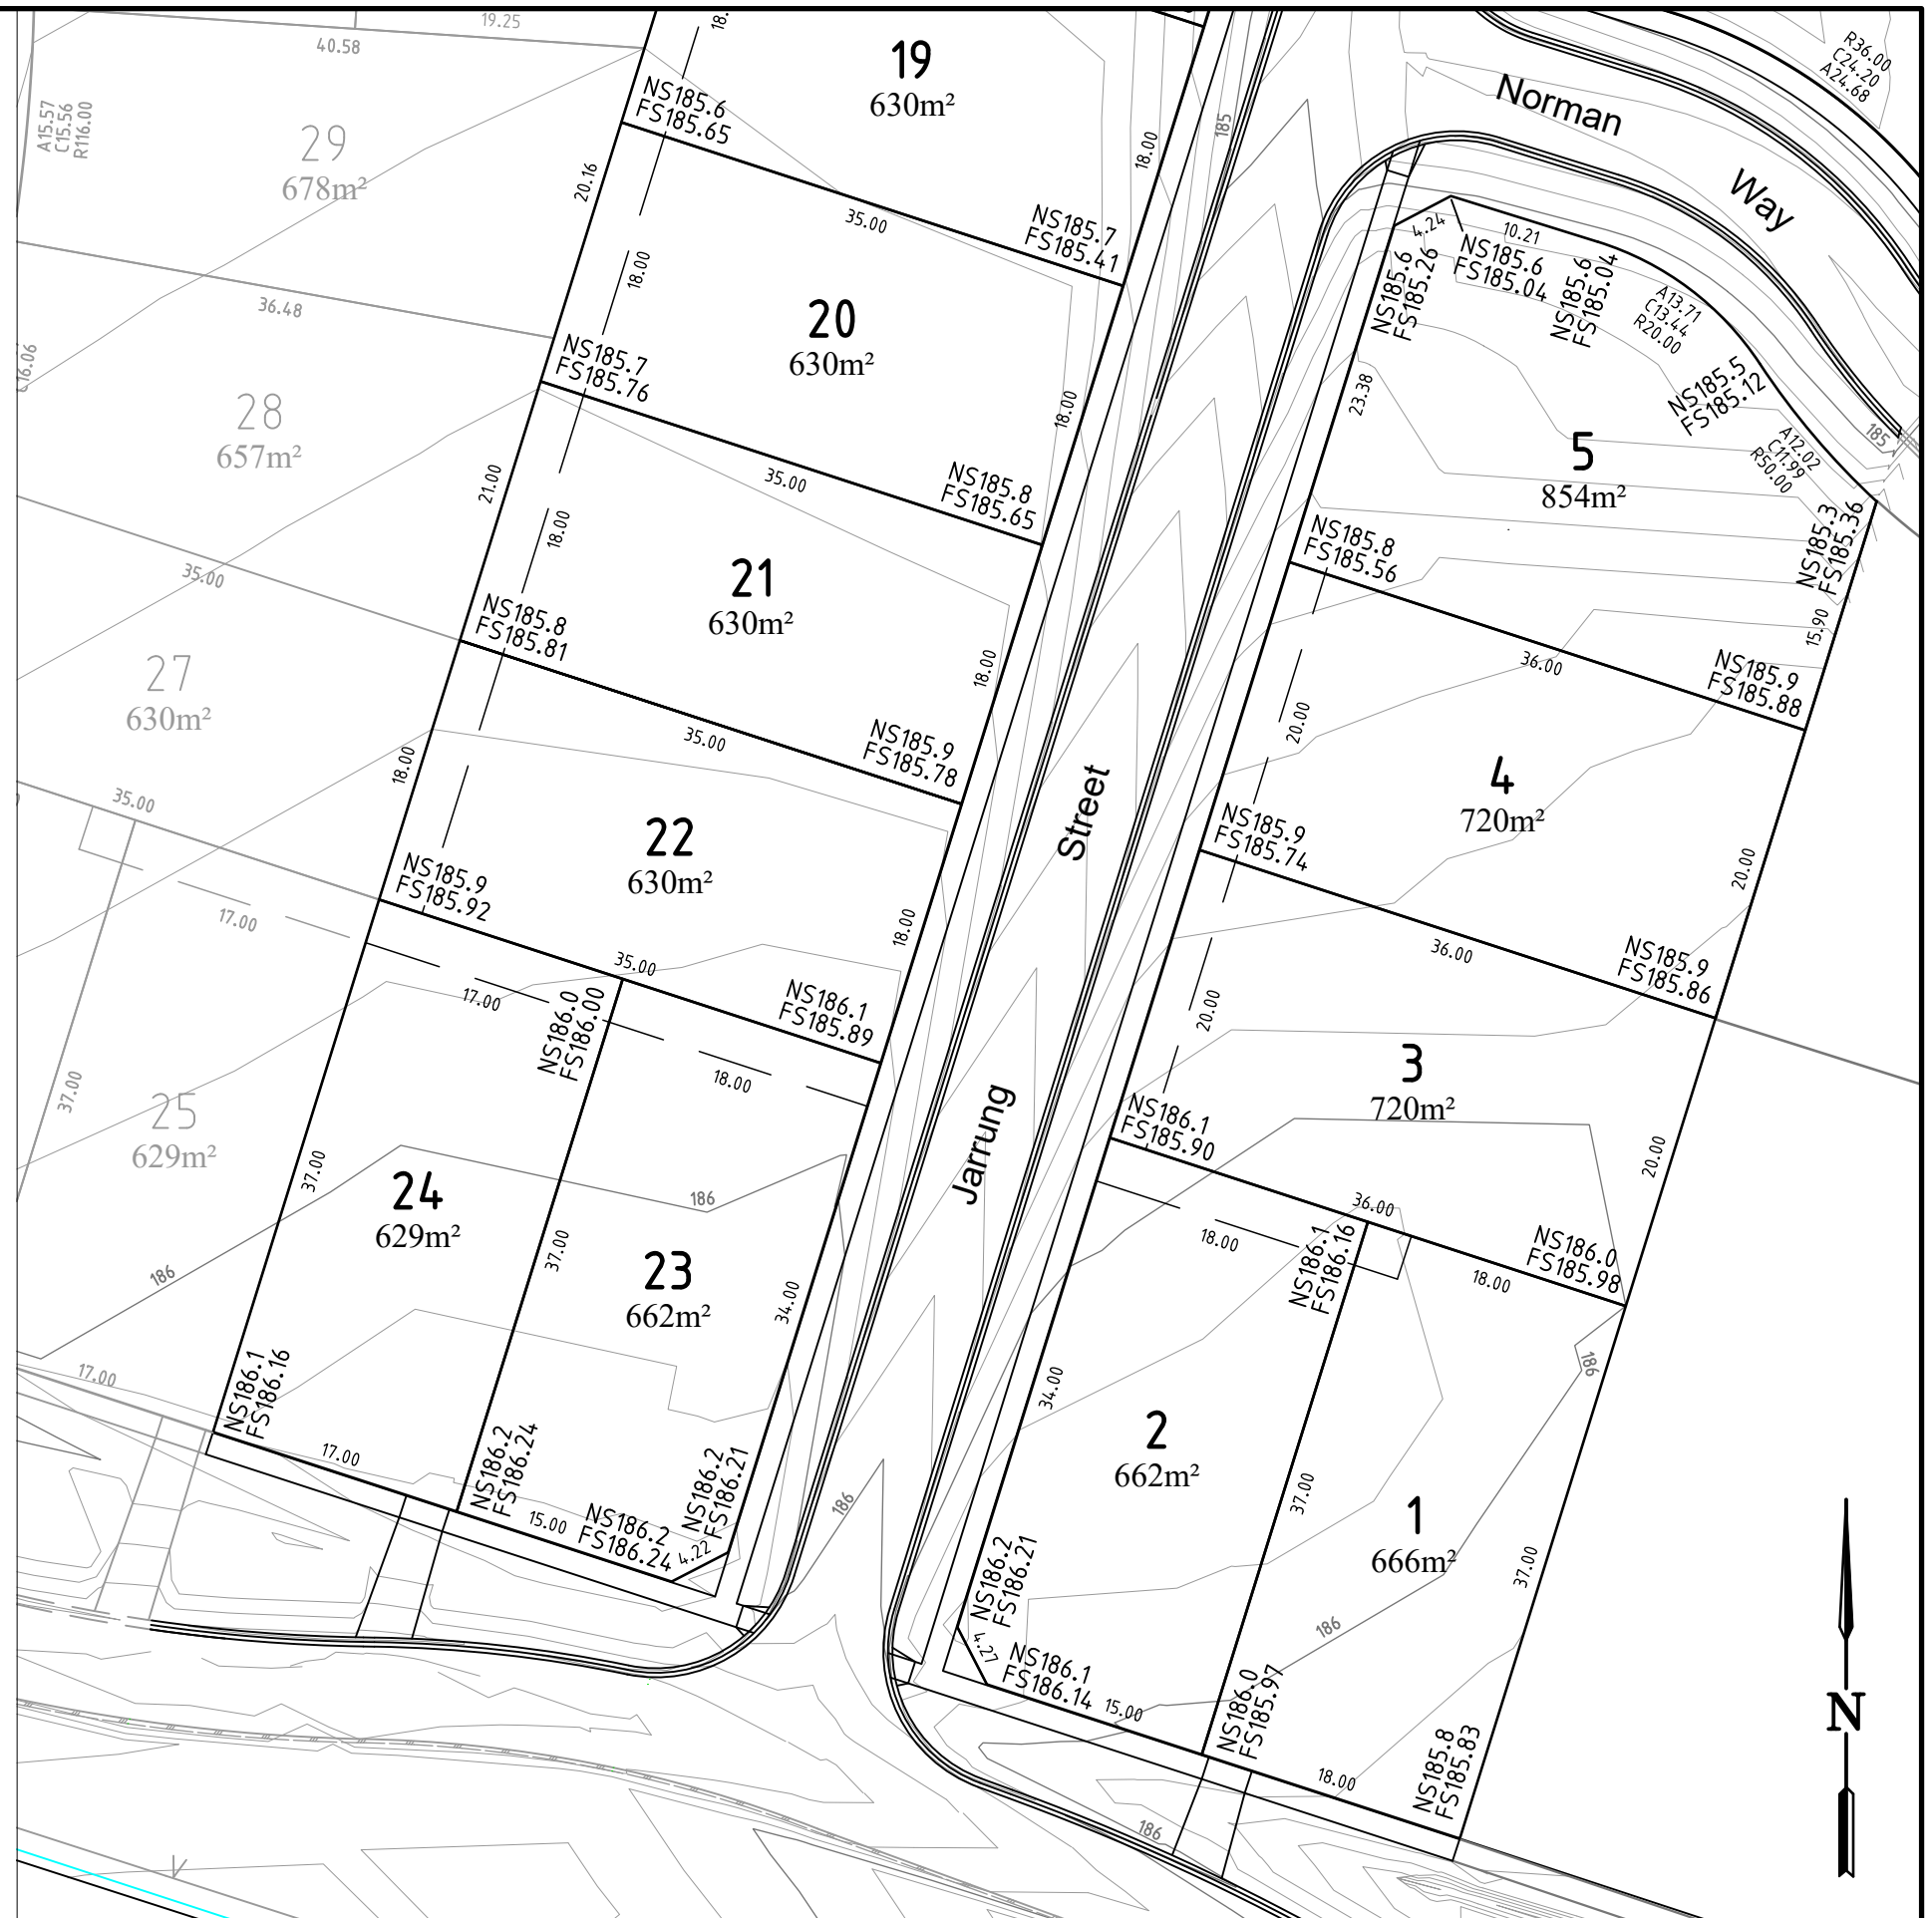 19.25
40.58
18.
19
630m²
R36.00
C24.20
A24.68
Norman
Way
A15.57
C15.56
R116.00
29
678m²
NS185.6
FS185.65
20.16
35.00
NS185.7
FS185.41
18.00
185
4.24
10.21
NS185.6
FS185.26
NS185.6
FS185.04
NS185.6
FS185.04
A13.71
C13.44
R20.00
36.48
18.00
20
630m²
NS185.7
FS185.76
18.00
23.38
NS185.5
FS185.12
185
28
657m²
21.00
35.00
NS185.8
FS185.65
5
854m²
A12.02
C11.99
R50.00
NS185.3
FS185.36
18.00
NS185.8
FS185.56
35.00
21
630m²
NS185.8
FS185.81
18.00
15.90
36.00
NS185.9
FS185.88
27
630m²
20.00
35.00
NS185.9
FS185.78
18.00
Street
4
720m²
35.00
22
630m²
NS185.9
FS185.74
20.00
NS185.9
FS185.92
17.00
18.00
36.00
NS185.9
FS185.86
35.00
17.00
NS186.0
FS186.00
NS186.1
FS185.89
20.00
18.00
3
720m²
37.00
25
629m²
Jarrung
NS186.1
FS185.90
20.00
37.00
24
629m²
186
36.00
18.00
NS186.1
FS186.16
NS186.0
FS185.98
18.00
186
37.00
23
662m²
34.00
186
17.00
NS186.1
FS186.16
34.00
2
662m²
17.00
NS186.2
FS186.24
NS186.2
FS186.21
37.00
1
666m²
186
15.00
NS186.2
FS186.24
4.22
37.00
NS186.2
FS186.21
4.27
186
NS186.1
FS186.14
15.00
NS186.0
FS185.97
N
18.00
NS185.8
FS185.83
186